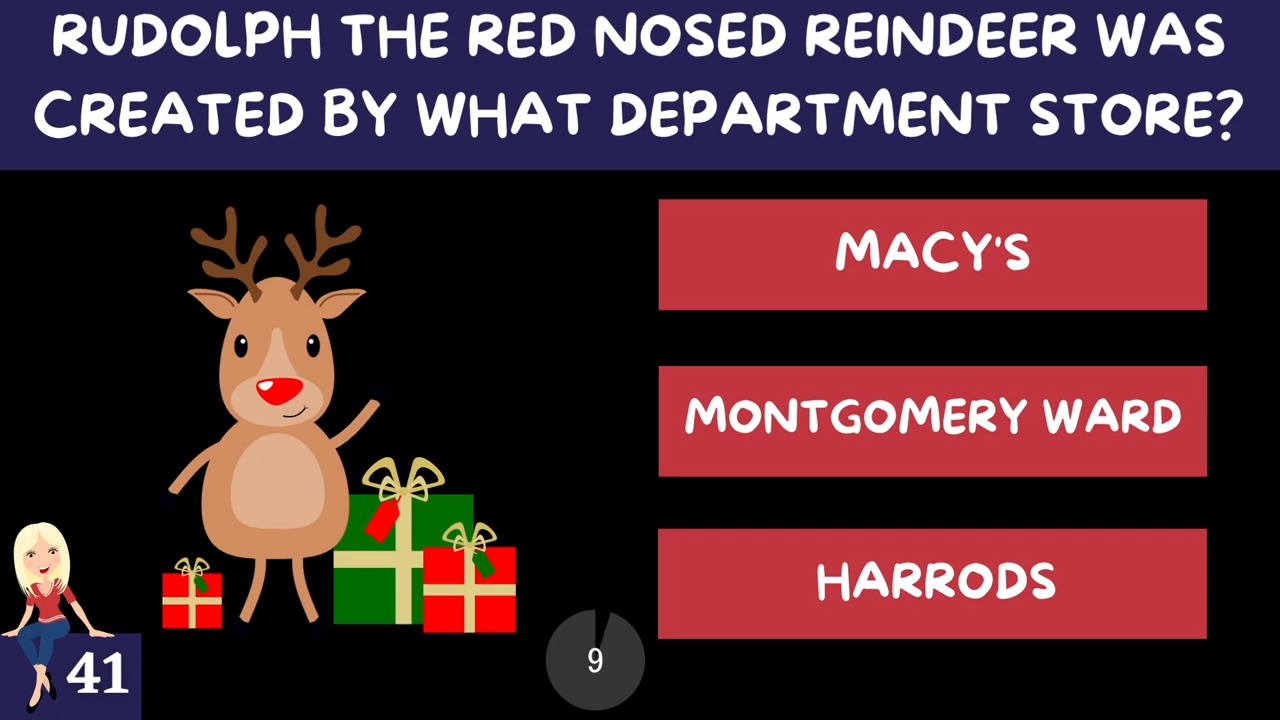 RUDOLPH THE RED NOSED REINDEER WAS
CREATED BY WHAT DEPARTMENT STORE?
MACY'S
MONTGOMERY WARD
HARRODS
41
9